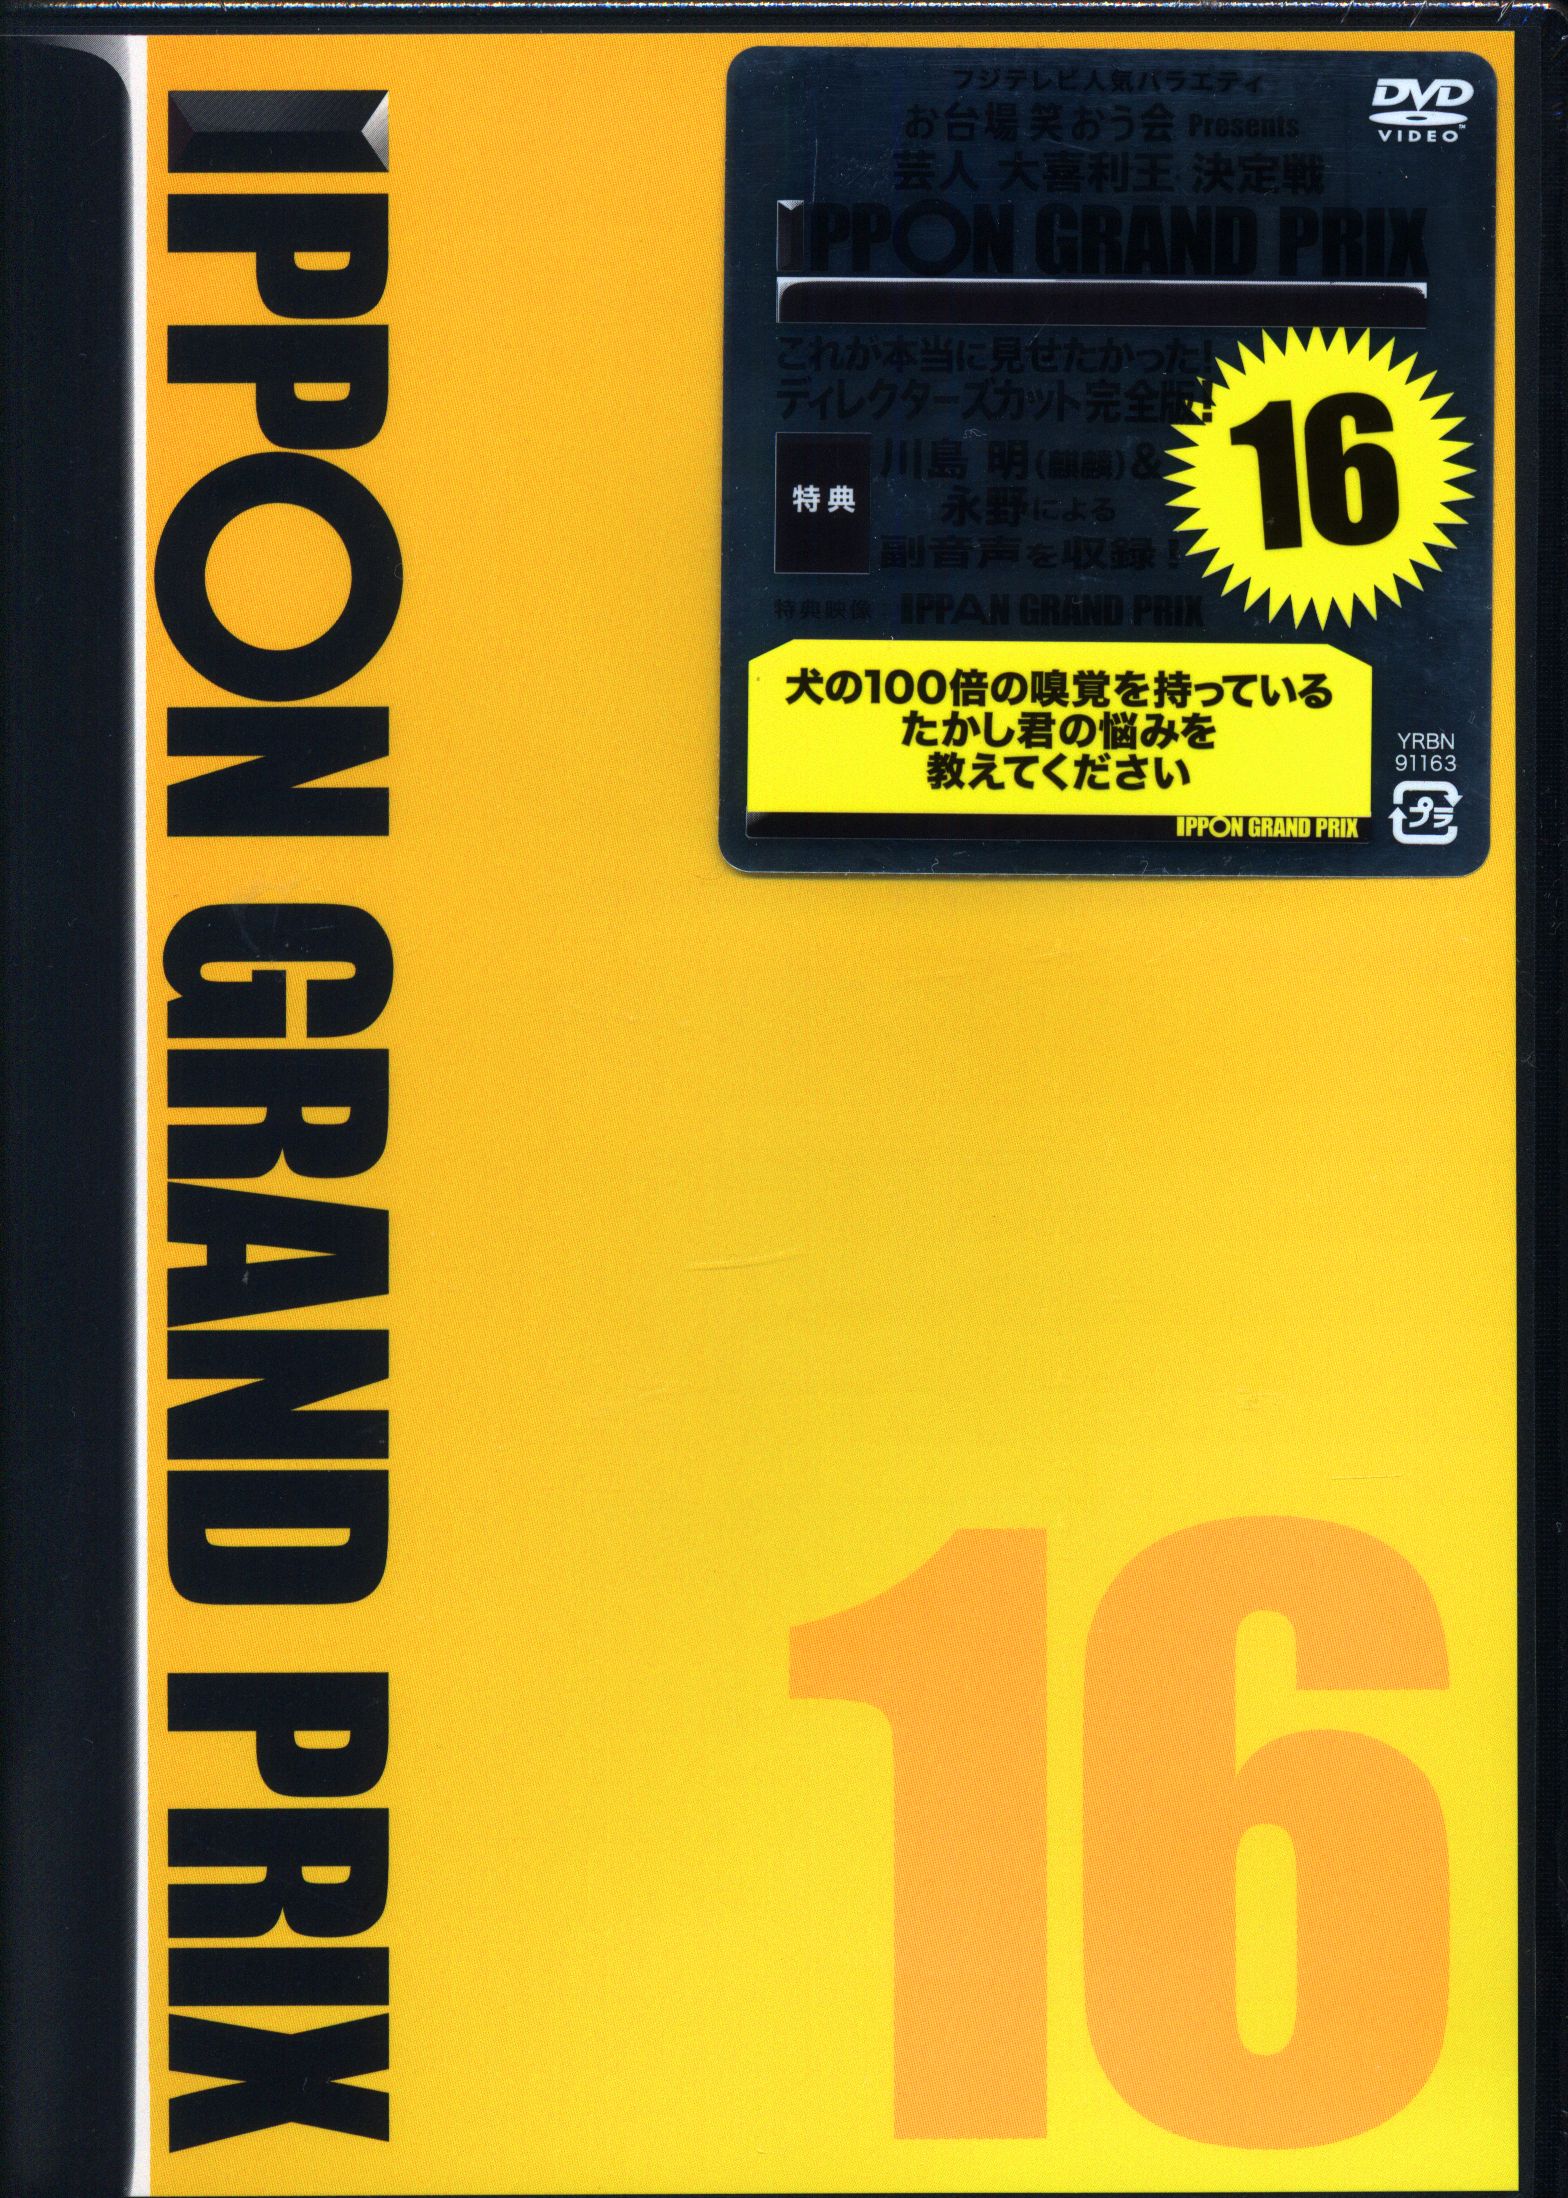 IPPON GRAND PRIX
フジテレビ人気バラエティ
お台場笑おう会 Presents
芸人 大喜利王 決定戦
IPPON GRAND PRIX
DVD
VIDEO™
これが本当に見せたかった!
ディレクターズカット完全版!
16
特典
川島 明(麒麟)&
永野による
副音声を収録!
特典映像 IPPAN GRAND PRIX
犬の100倍の嗅覚を持っている
たかし君の悩みを
教えてください
IPPON GRAND PRIX
YRBN
91163
プラ
16